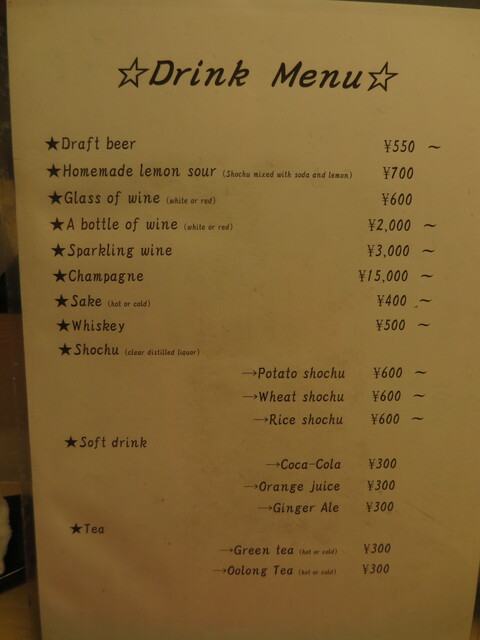 ☆Drink Menu☆
★Draft beer ¥550 ~
★Homemade lemon sour (Shochu mixed with soda and lemon) ¥700
★Glass of wine (white or red) ¥600
★A bottle of wine (white or red) ¥2,000 ~
★Sparkling wine ¥3,000 ~
★Champagne ¥15,000 ~
★Sake (hot or cold) ¥400 ~
★Whiskey ¥500 ~
★Shochu (clear distilled liquor)
→Potato shochu ¥600 ~
→Wheat shochu ¥600 ~
→Rice shochu ¥600 ~
★Soft drink
→Coca-Cola ¥300
→Orange juice ¥300
→Ginger Ale ¥300
★Tea
→Green tea (hot or cold) ¥300
→Oolong Tea (hot or cold) ¥300